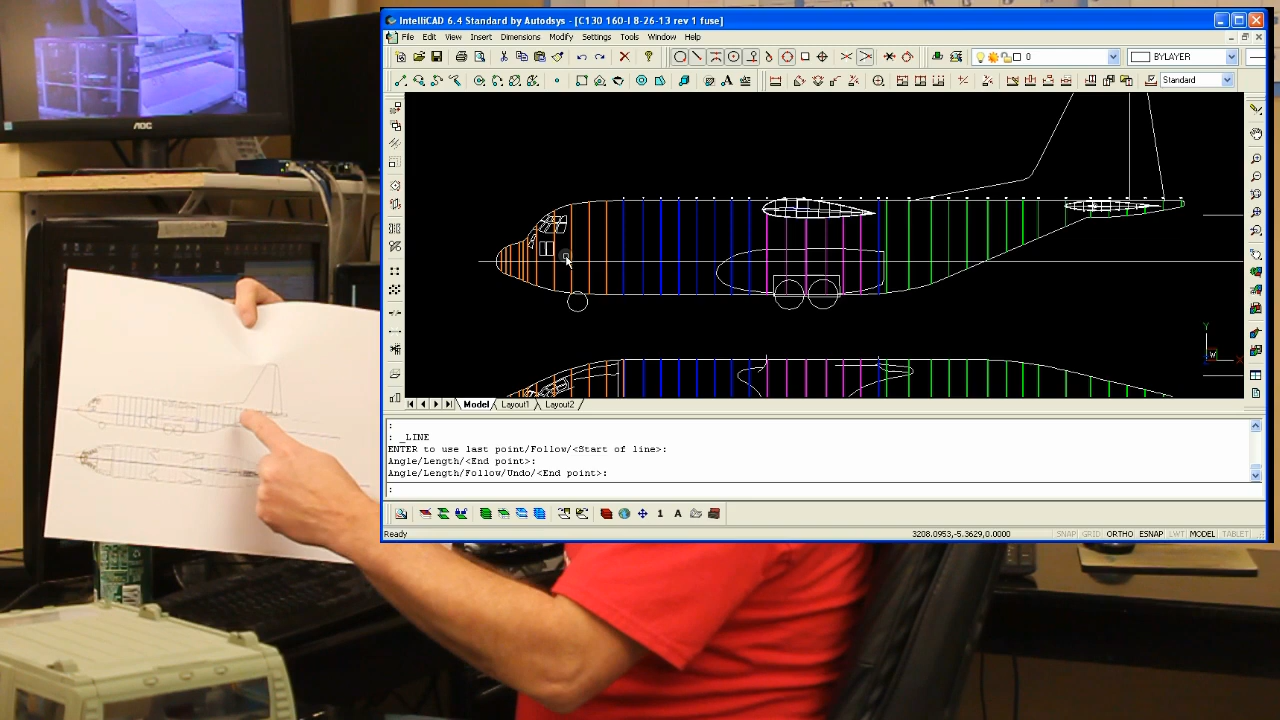 IntelliCAD 6.4 Standard by Autodsys - [C130 160-I 8-26-13 rev 1 fuse]
File Edit View Insert Dimensions Modify Settings Tools Window Help
0 BYLAYER
A Standard
AOC
W
Model Layout1 Layout2
:
: _LINE
ENTER to use last point/Follow/<Start of line>:
Angle/Length/<End point>:
Angle/Length/Follow/Undo/<End point>:
:
1 A
Ready 3208.0953,-5.3629,0.0000 SNAP GRID ORTHO ESNAP LWT MODEL TABLET